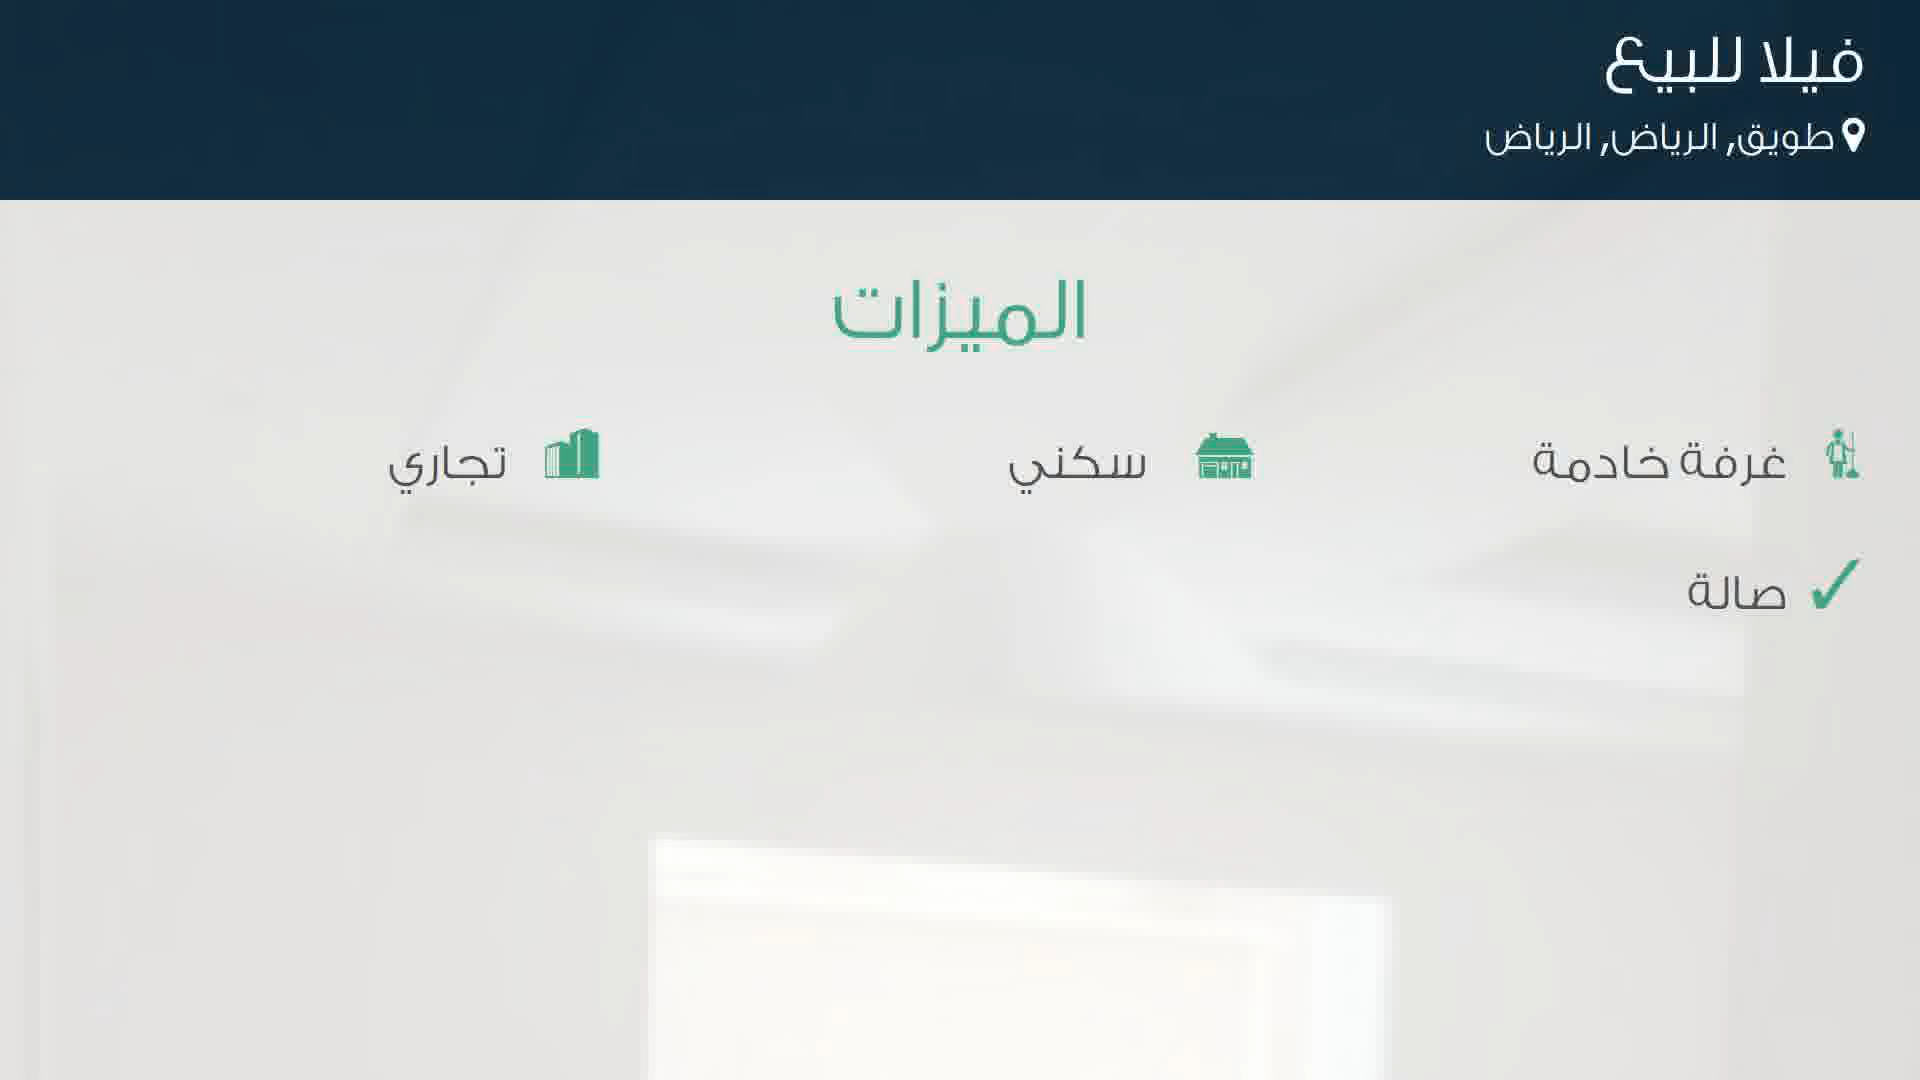 فيلا للبيع
طويق, الرياض, الرياض
الميزات
غرفة خادمة
سكني
تجاري
صالة